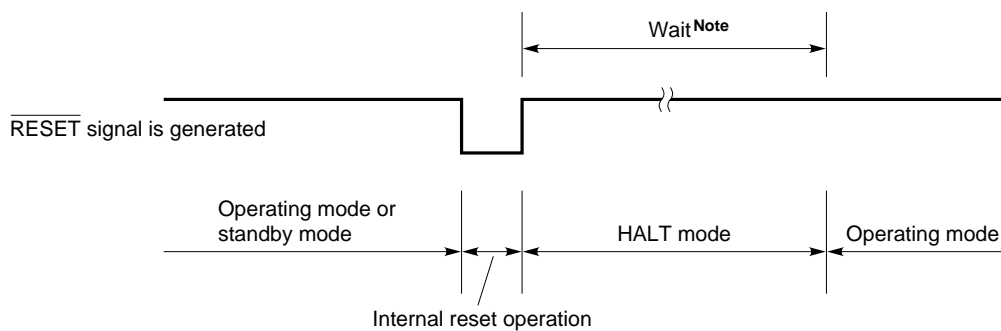 Wait Note
RESET signal is generated
Operating mode or
standby mode
HALT mode
Operating mode
Internal reset operation